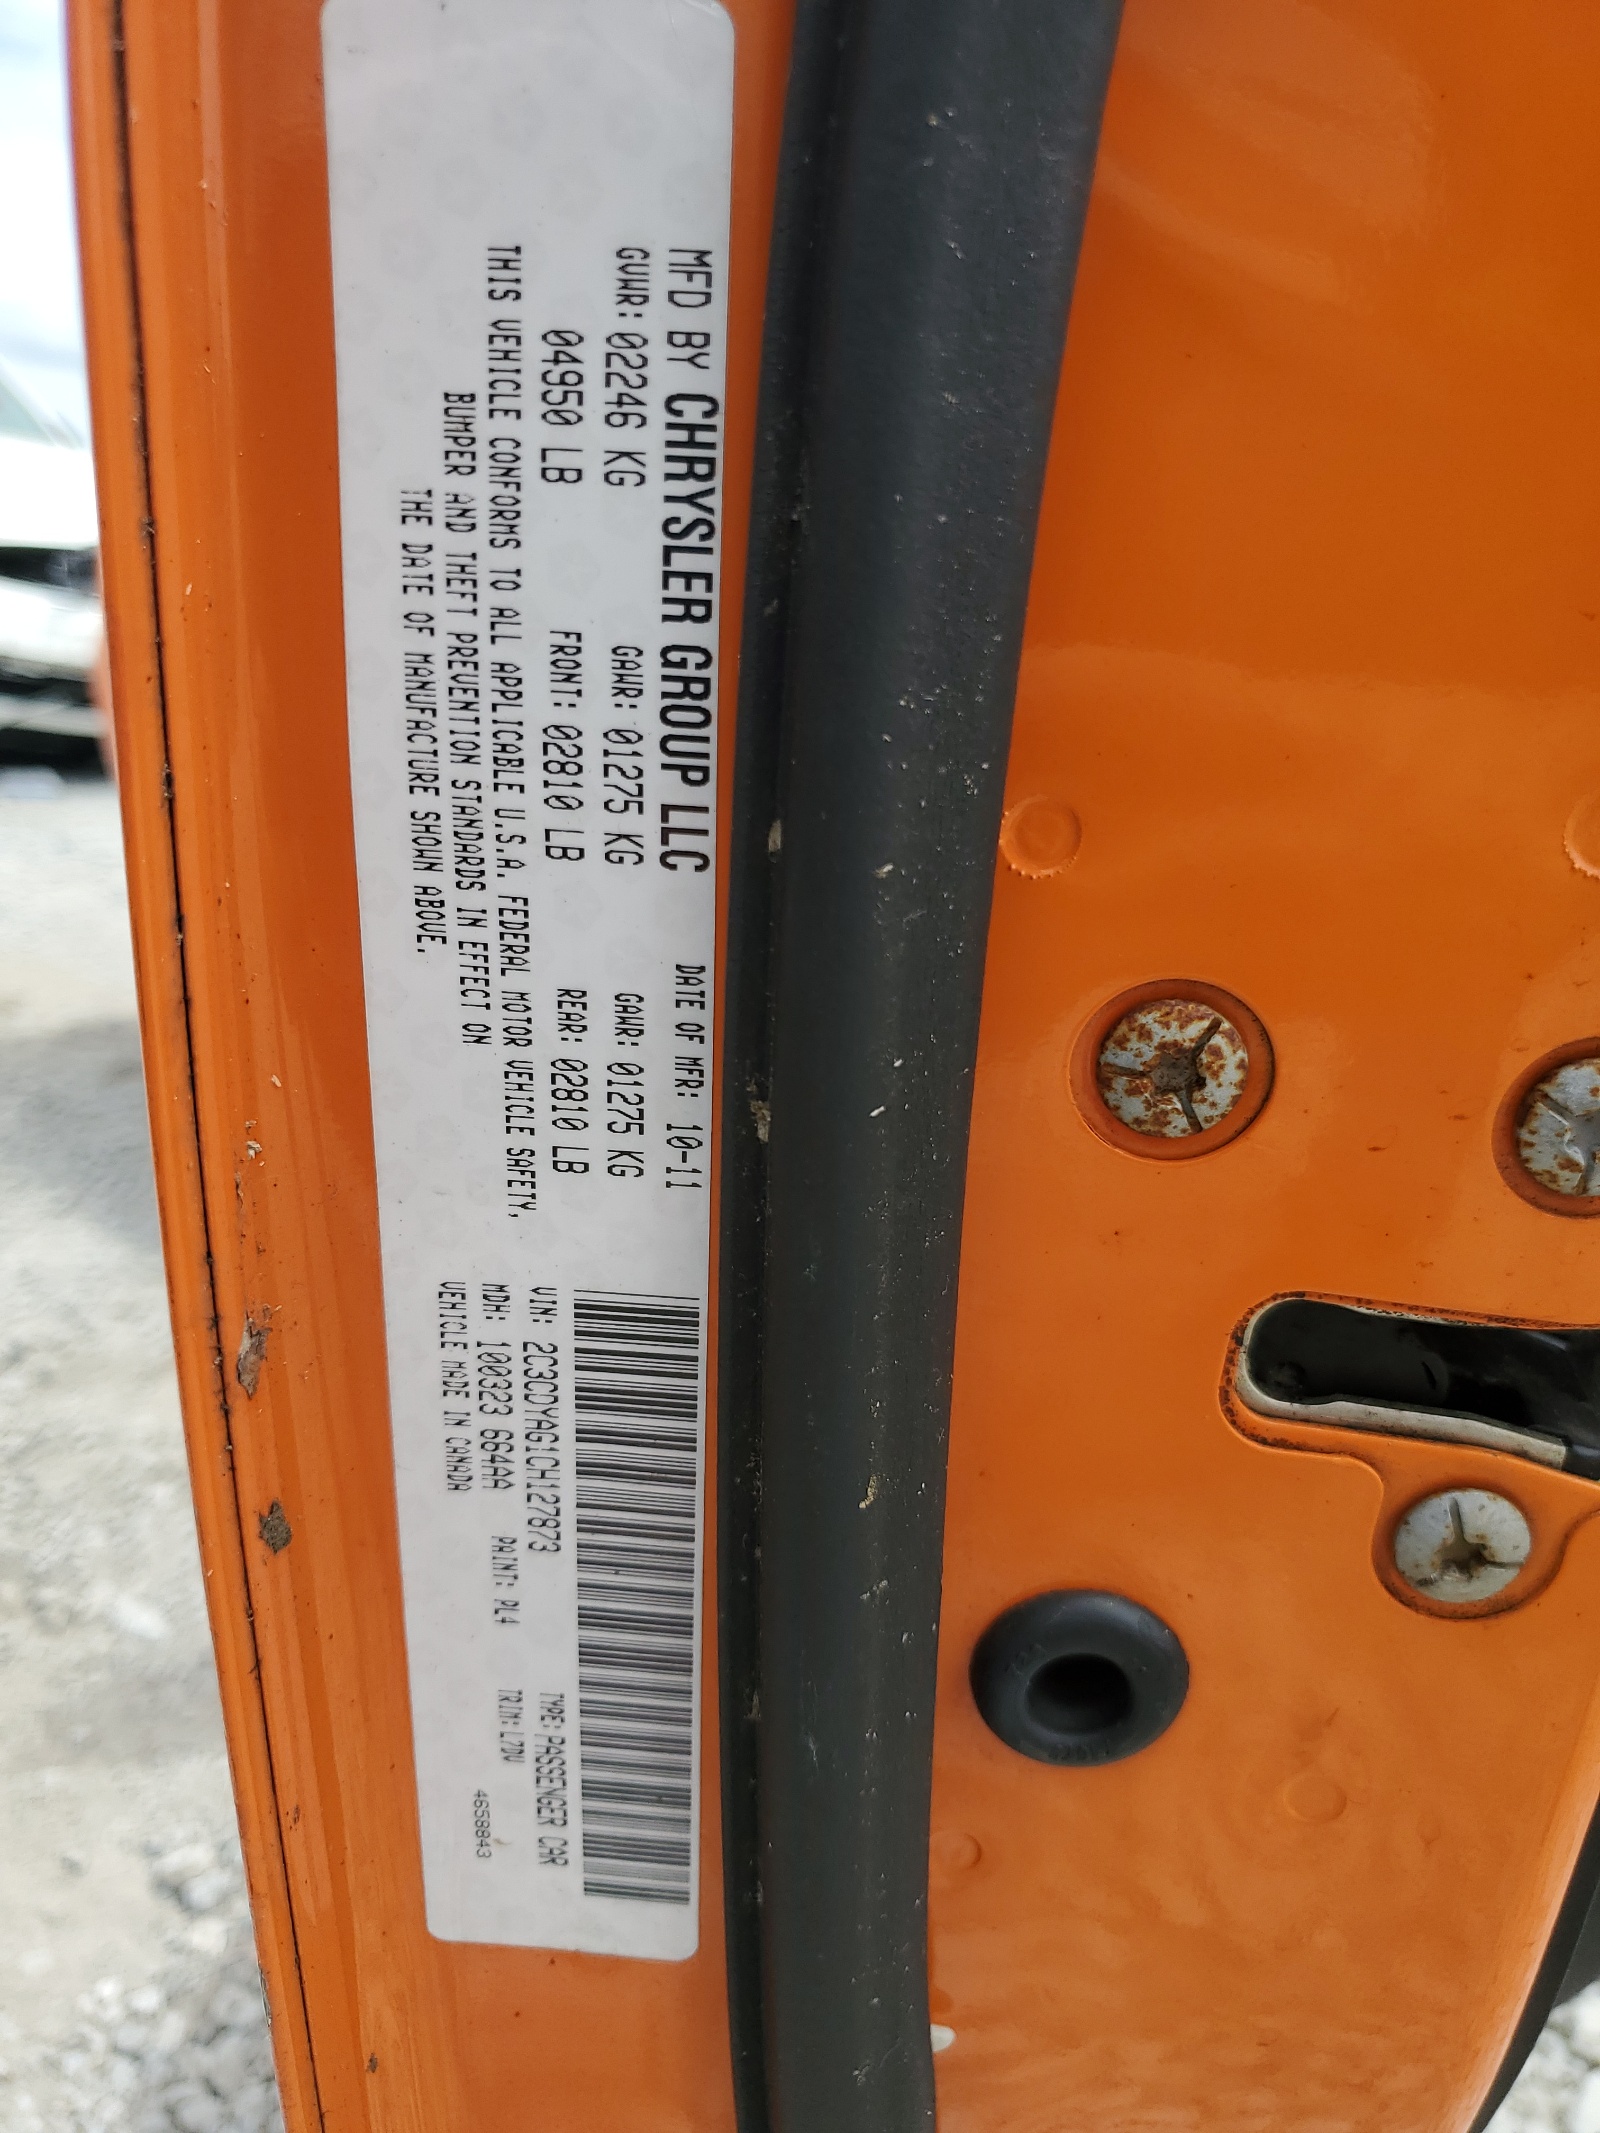 MFD BY CHRYSLER GROUP LLC DATE OF MFR: 10-11
GVWR: 02246 KG GAWR: 01275 KG GAWR: 01275 KG
04950 LB FRONT: 02810 LB REAR: 02810 LB
THIS VEHICLE CONFORMS TO ALL APPLICABLE U.S.A. FEDERAL MOTOR VEHICLE SAFETY,
BUMPER AND THEFT PREVENTION STANDARDS IN EFFECT ON
THE DATE OF MANUFACTURE SHOWN ABOVE.
VIN: 2C3CDYAG1CH127873 TYPE: PASSENGER CAR
MDH: 100323 664AA PAINT: PL4 TRIM: L7DV
VEHICLE MADE IN CANADA 4658843